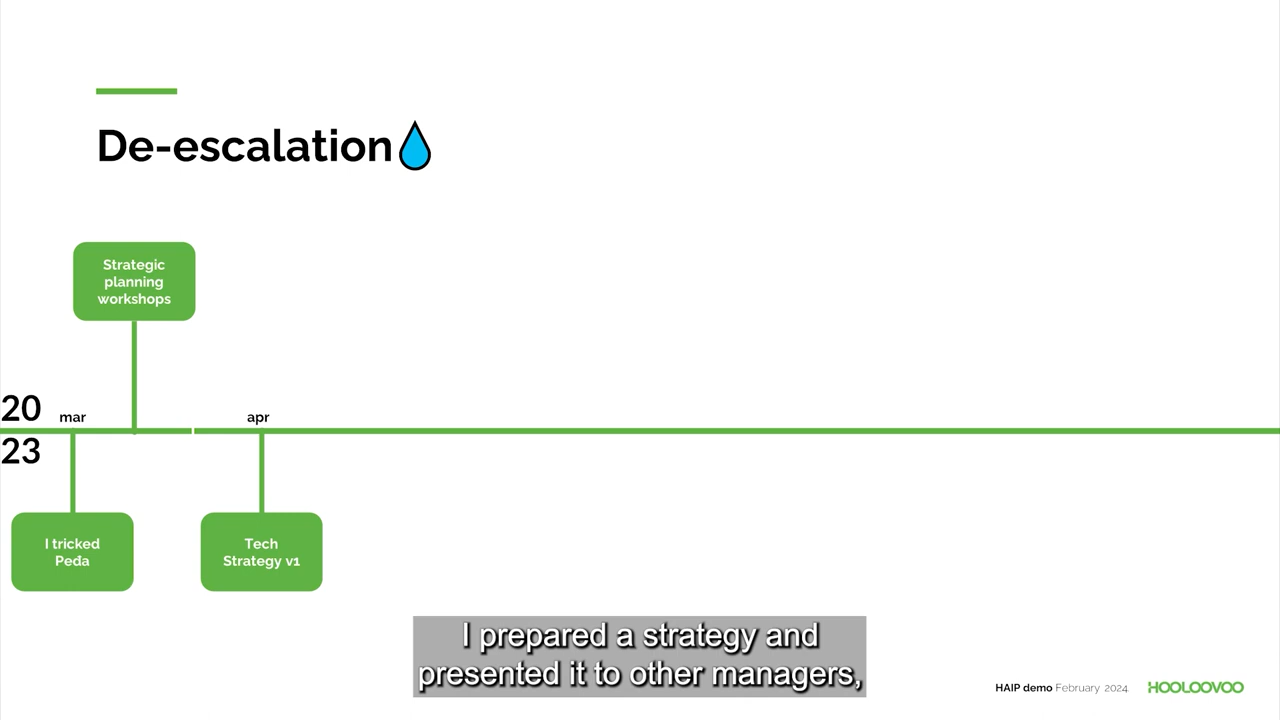 De-escalation
Strategic
planning
workshops
20
23
mar
apr
I tricked
Peđa
Tech
Strategy v1
I prepared a strategy and
presented it to other managers,
HAIP demo February 2024.
HOOLOOVOO